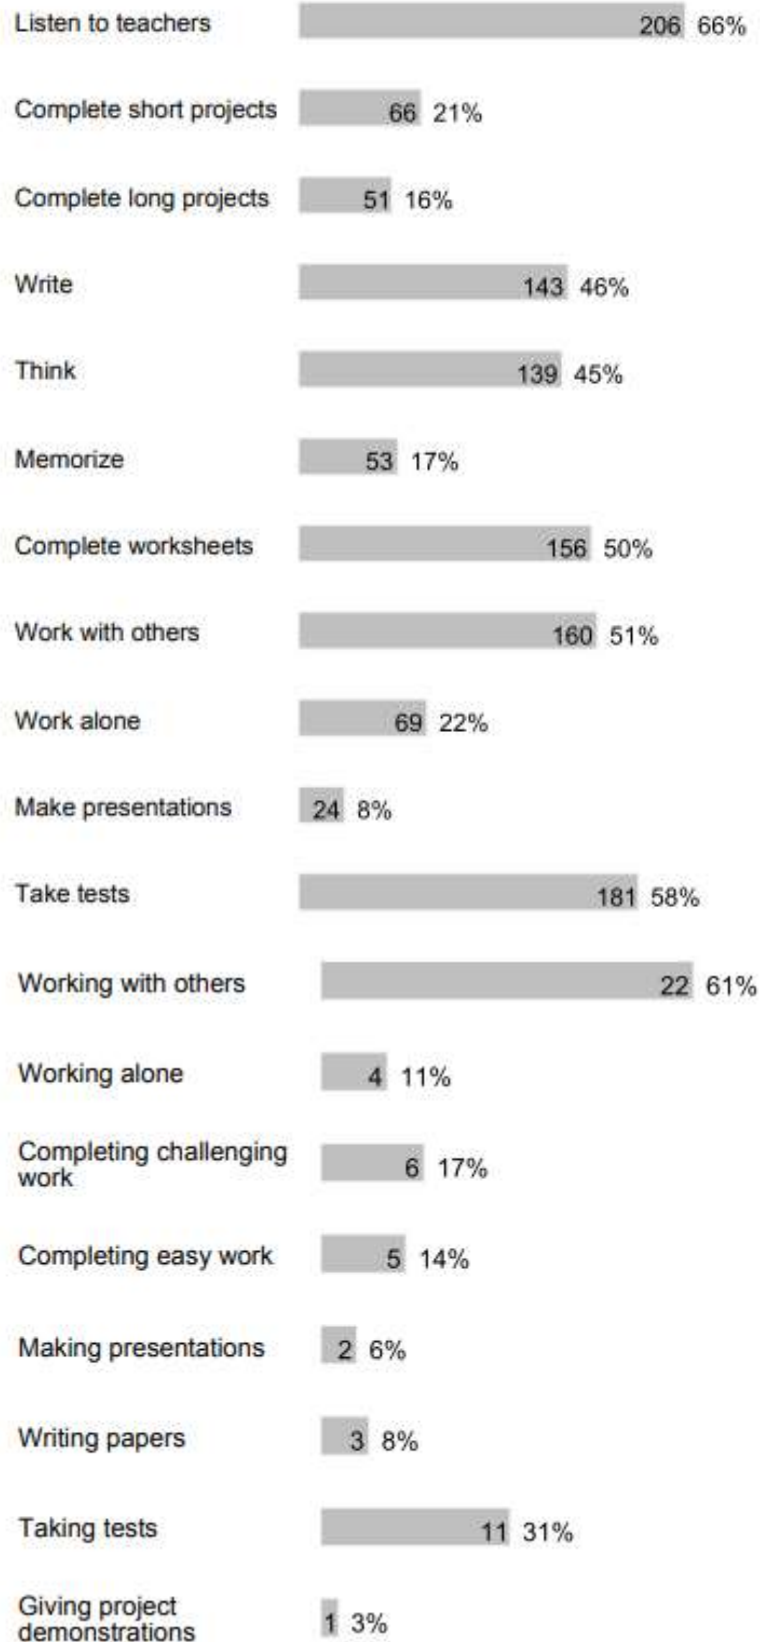 Listen to teachers 206 66%
Complete short projects 66 21%
Complete long projects 51 16%
Write 143 46%
Think 139 45%
Memorize 53 17%
Complete worksheets 156 50%
Work with others 160 51%
Work alone 69 22%
Make presentations 24 8%
Take tests 181 58%
Working with others 22 61%
Working alone 4 11%
Completing challenging
work 6 17%
Completing easy work 5 14%
Making presentations 2 6%
Writing papers 3 8%
Taking tests 11 31%
Giving project
demonstrations 1 3%